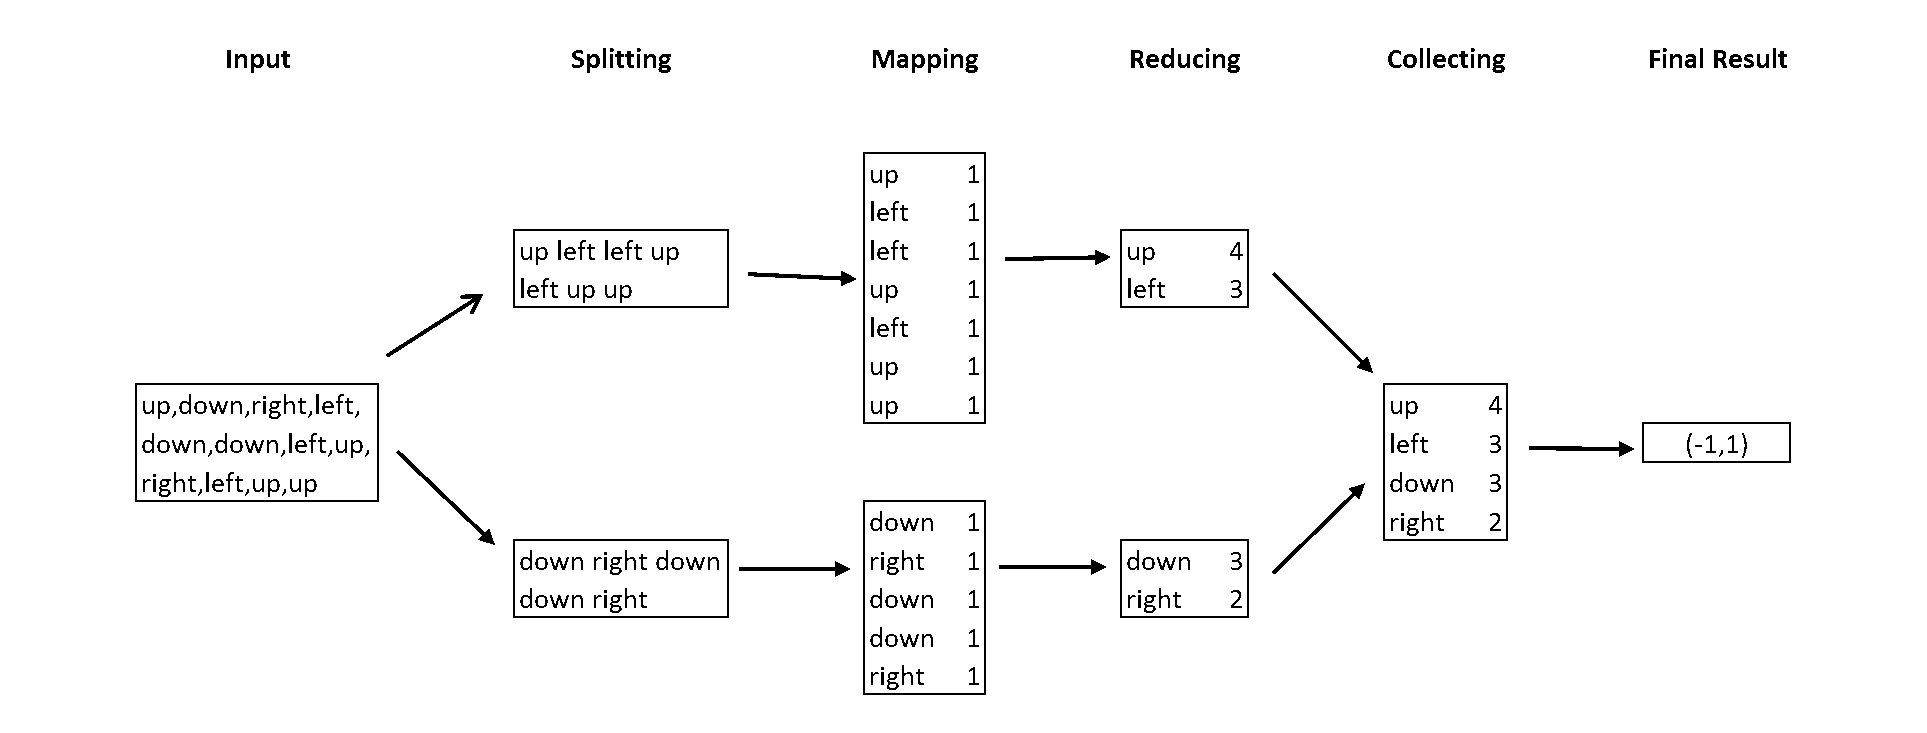 Input Splitting Mapping Reducing Collecting Final Result
up,down,right,left,
down,down,left,up,
right,left,up,up
up left left up
left up up
down right down
down right
up 1
left 1
left 1
up 1
left 1
up 1
up 1
down 1
right 1
down 1
down 1
right 1
up 4
left 3
down 3
right 2
up 4
left 3
down 3
right 2
(-1,1)